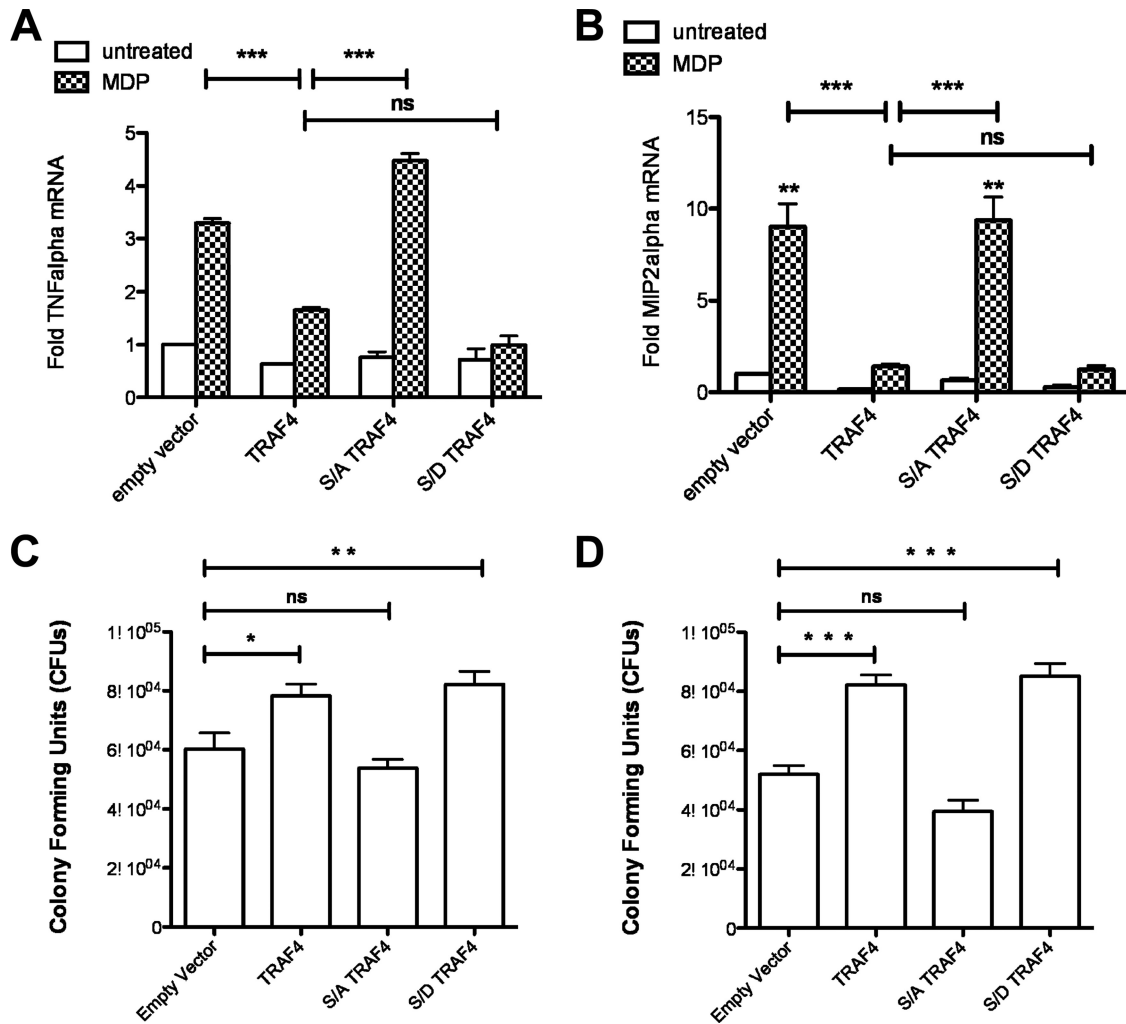 A
untreated
MDP
***
***
ns
Fold TNFalpha mRNA
5
4
3
2
1
0
empty vector
TRAF4
S/A TRAF4
S/D TRAF4
B
untreated
MDP
***
***
ns
**
**
Fold MIP2alpha mRNA
15
10
5
0
empty vector
TRAF4
S/A TRAF4
S/D TRAF4
C
* *
ns
*
Colony Forming Units (CFUs)
1! 10⁰⁵
8! 10⁰⁴
6! 10⁰⁴
4! 10⁰⁴
2! 10⁰⁴
0
Empty Vector
TRAF4
S/A TRAF4
S/D TRAF4
D
* * *
ns
* * *
Colony Forming Units (CFUs)
1! 10⁰⁵
8! 10⁰⁴
6! 10⁰⁴
4! 10⁰⁴
2! 10⁰⁴
0
Empty Vector
TRAF4
S/A TRAF4
S/D TRAF4